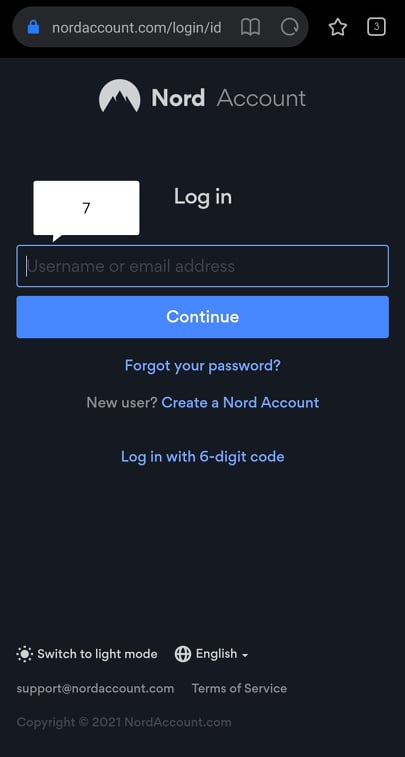 nordaccount.com/login/id
3
Nord Account
Log in
7
Username or email address
Continue
Forgot your password?
New user? Create a Nord Account
Log in with 6-digit code
Switch to light mode English
support@nordaccount.com Terms of Service
Copyright © 2021 NordAccount.com